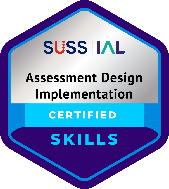 SUSS IAL
Assessment Design
Implementation
CERTIFIED
SKILLS